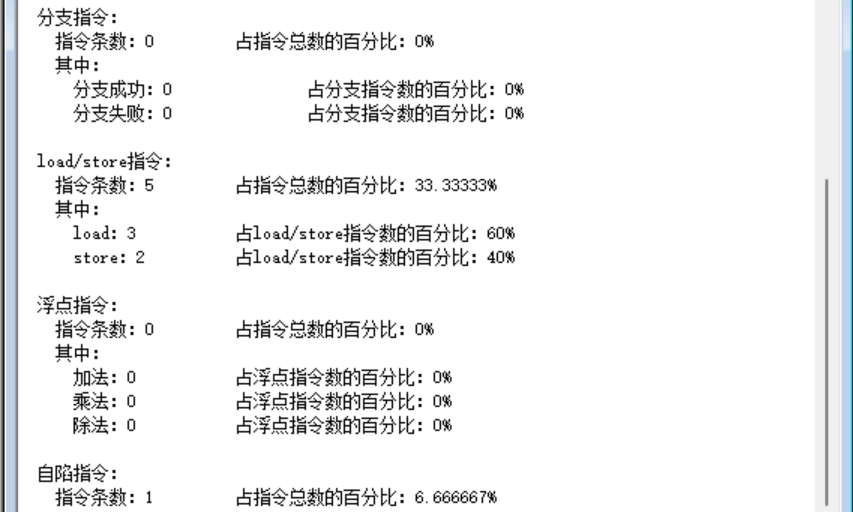 分支指令:
指令条数: 0 占指令总数的百分比: 0%
其中:
分支成功: 0 占分支指令数的百分比: 0%
分支失败: 0 占分支指令数的百分比: 0%
load/store指令:
指令条数: 5 占指令总数的百分比: 33.33333%
其中:
load: 3 占load/store指令数的百分比: 60%
store: 2 占load/store指令数的百分比: 40%
浮点指令:
指令条数: 0 占指令总数的百分比: 0%
其中:
加法: 0 占浮点指令数的百分比: 0%
乘法: 0 占浮点指令数的百分比: 0%
除法: 0 占浮点指令数的百分比: 0%
自陷指令:
指令条数: 1 占指令总数的百分比: 6.666667%